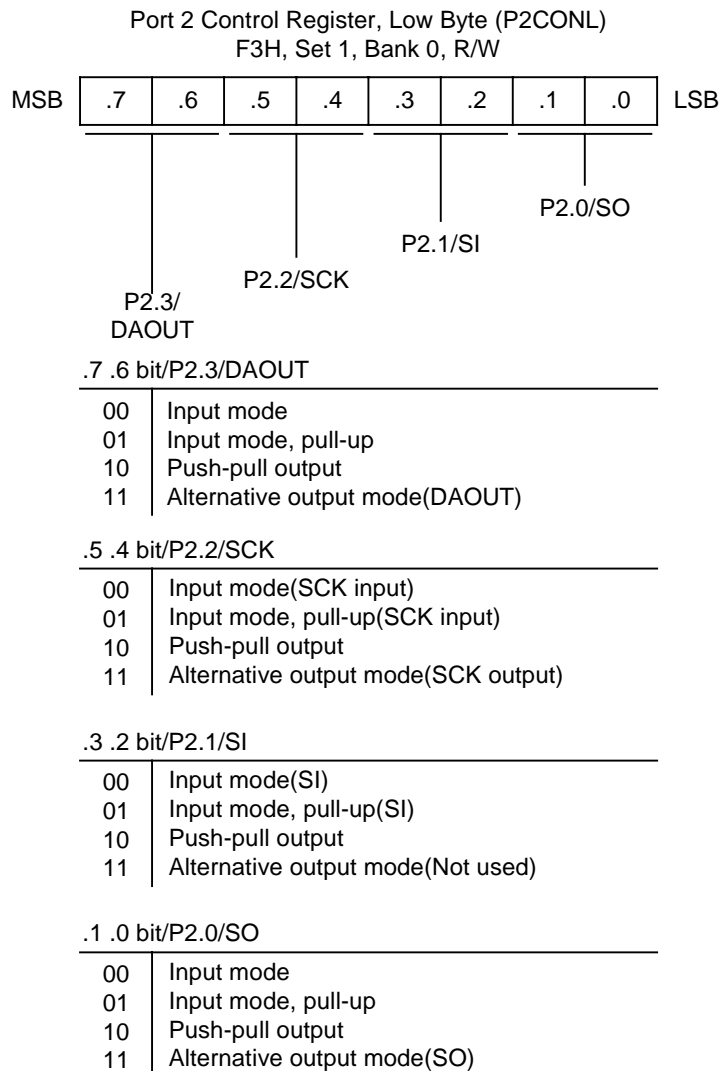 Port 2 Control Register, Low Byte (P2CONL)
F3H, Set 1, Bank 0, R/W
MSB .7 .6 .5 .4 .3 .2 .1 .0 LSB
P2.0/SO
P2.1/SI
P2.2/SCK
P2.3/
DAOUT
.7 .6 bit/P2.3/DAOUT
00 Input mode
01 Input mode, pull-up
10 Push-pull output
11 Alternative output mode(DAOUT)
.5 .4 bit/P2.2/SCK
00 Input mode(SCK input)
01 Input mode, pull-up(SCK input)
10 Push-pull output
11 Alternative output mode(SCK output)
.3 .2 bit/P2.1/SI
00 Input mode(SI)
01 Input mode, pull-up(SI)
10 Push-pull output
11 Alternative output mode(Not used)
.1 .0 bit/P2.0/SO
00 Input mode
01 Input mode, pull-up
10 Push-pull output
11 Alternative output mode(SO)